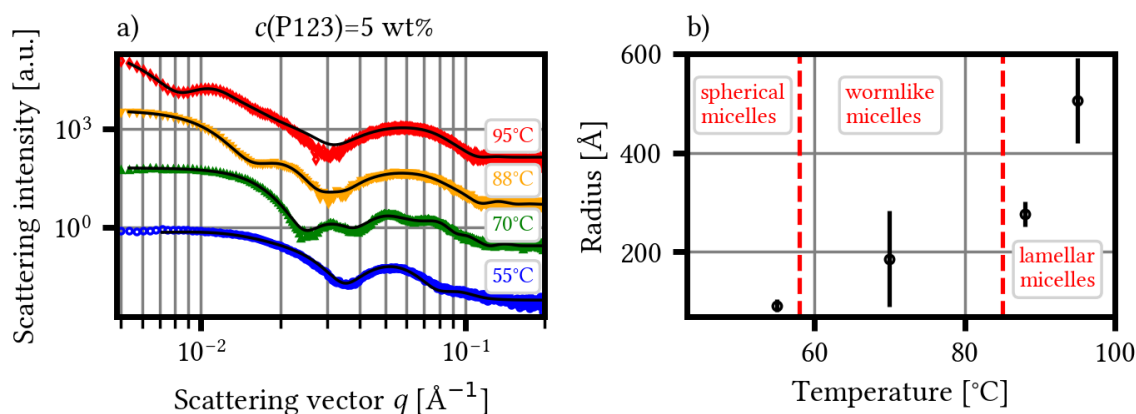 a)
c(P123)=5 wt%
Scattering intensity [a.u.]
10³
10⁰
95°C
88°C
70°C
55°C
10⁻²
10⁻¹
Scattering vector q [Å⁻¹]
b)
Radius [Å]
600
400
200
spherical
micelles
wormlike
micelles
lamellar
micelles
60
80
100
Temperature [°C]